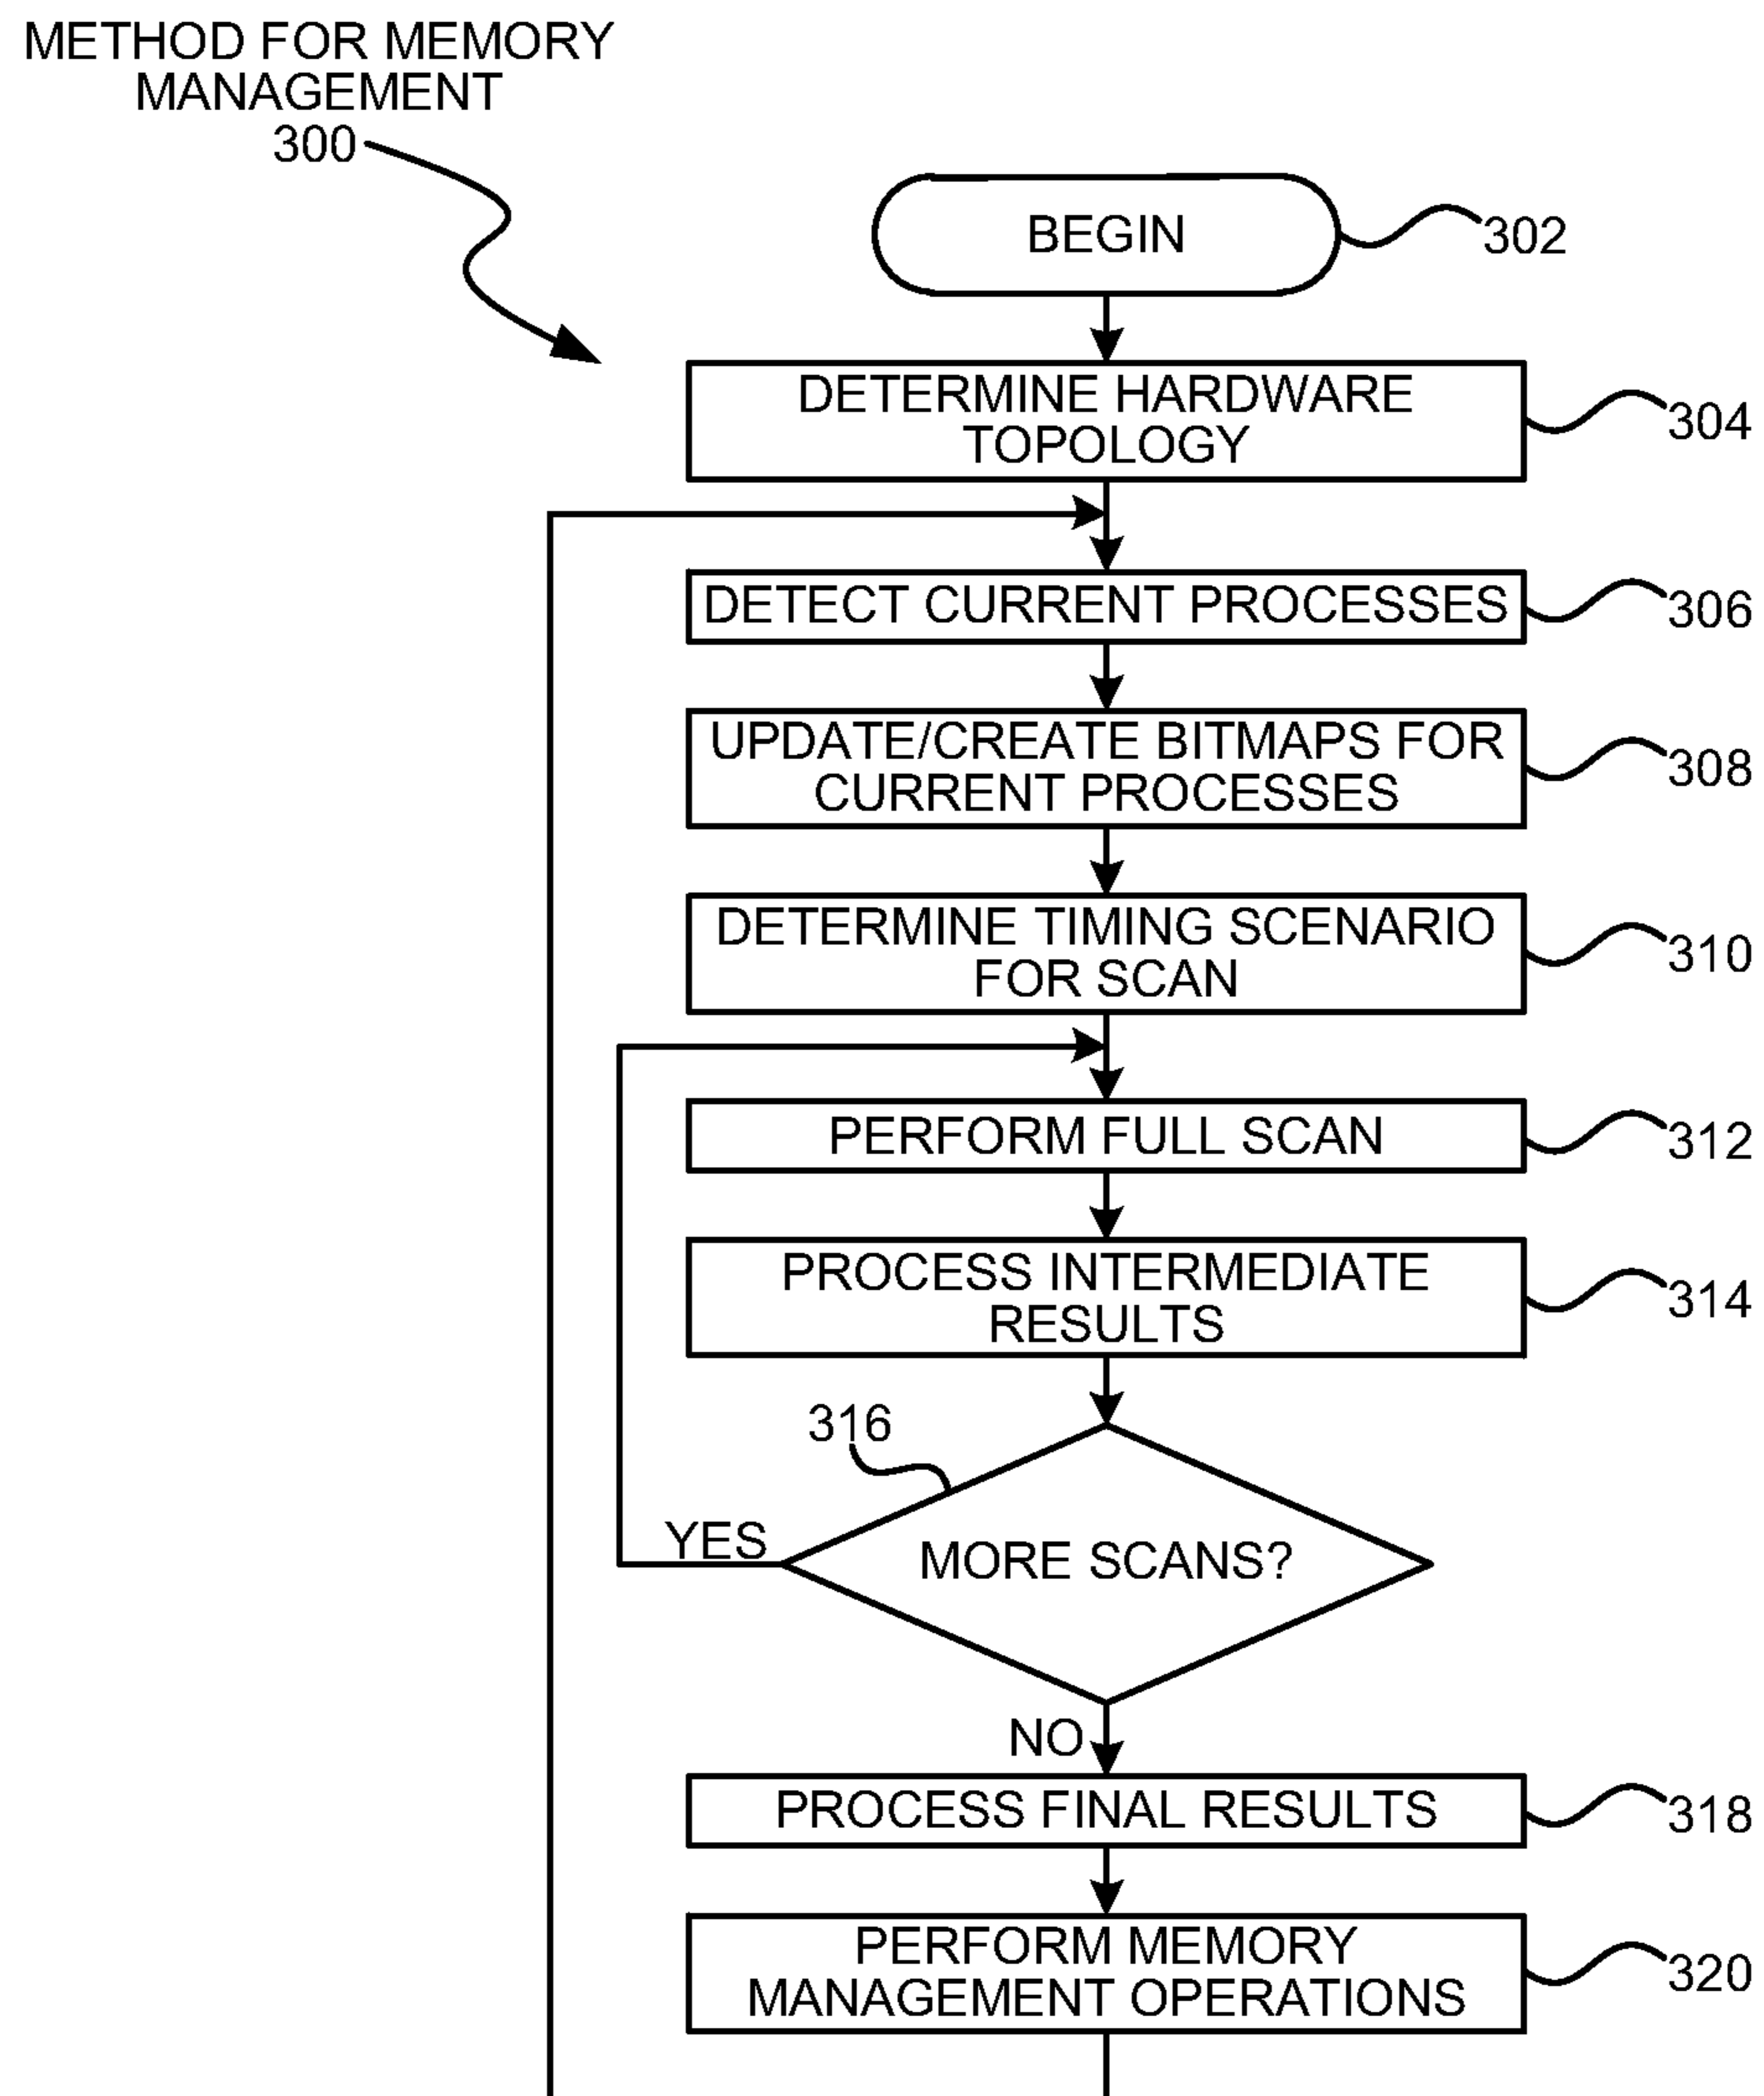 METHOD FOR MEMORY
MANAGEMENT
300
BEGIN
302
DETERMINE HARDWARE
TOPOLOGY
304
DETECT CURRENT PROCESSES
306
UPDATE/CREATE BITMAPS FOR
CURRENT PROCESSES
308
DETERMINE TIMING SCENARIO
FOR SCAN
310
PERFORM FULL SCAN
312
PROCESS INTERMEDIATE
RESULTS
314
316
YES
MORE SCANS?
NO
PROCESS FINAL RESULTS
318
PERFORM MEMORY
MANAGEMENT OPERATIONS
320